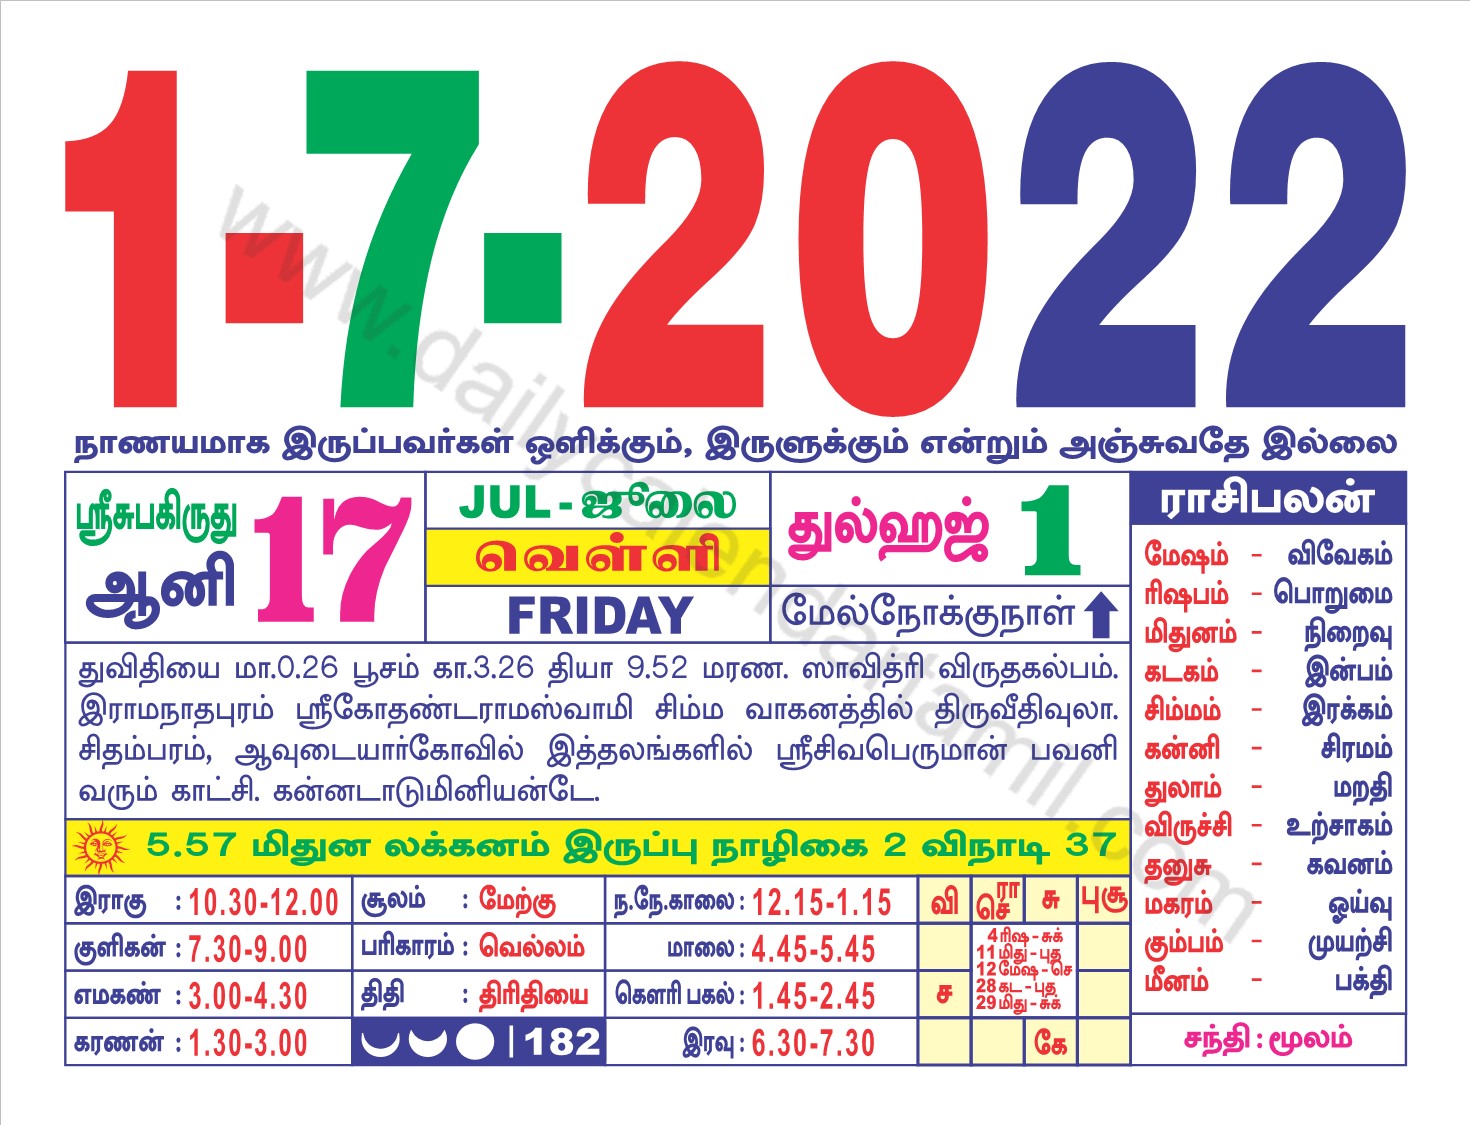 1-7-2022
நாணயமாக இருப்பவர்கள் ஒளிக்கும், இருளுக்கும் என்றும் அஞ்சுவதே இல்லை
ஸ்ரீசுபகிருது
ஆனி 17
JUL - ஜூலை
வெள்ளி
FRIDAY
துல்ஹஜ் 1
மேல்நோக்குநாள்
துவிதியை மா.0.26 பூசம் கா.3.26 தியா 9.52 மரண. ஸாவித்ரி விருதகல்பம்.
இராமநாதபுரம் ஸ்ரீகோதண்டராமஸ்வாமி சிம்ம வாகனத்தில் திருவீதிவுலா.
சிதம்பரம், ஆவுடையார்கோவில் இத்தலங்களில் ஸ்ரீசிவபெருமான் பவனி
வரும் காட்சி. கன்னடாடுமினியன்டே.
5.57 மிதுன லக்கனம் இருப்பு நாழிகை 2 விநாடி 37
இராகு : 10.30-12.00
குளிகன் : 7.30-9.00
எமகண் : 3.00-4.30
கரணன் : 1.30-3.00
சூலம் : மேற்கு
பரிகாரம் : வெல்லம்
திதி : திரிதியை
182
ந.நே.காலை : 12.15-1.15
மாலை : 4.45-5.45
கௌரி பகல் : 1.45-2.45
இரவு : 6.30-7.30
வி
ரா
செ
சு
புசூ
4 ரிஷ - சுக்
11 மிது - புத
12 மேஷ - செ
28 கட - புத
29 மிது - சுக்
ச
கே
ராசிபலன்
மேஷம் - விவேகம்
ரிஷபம் - பொறுமை
மிதுனம் - நிறைவு
கடகம் - இன்பம்
சிம்மம் - இரக்கம்
கன்னி - சிரமம்
துலாம் - மறதி
விருச்சி - உற்சாகம்
தனுசு - கவனம்
மகரம் - ஓய்வு
கும்பம் - முயற்சி
மீனம் - பக்தி
சந்தி : மூலம்
www.dailycalendartamil.com